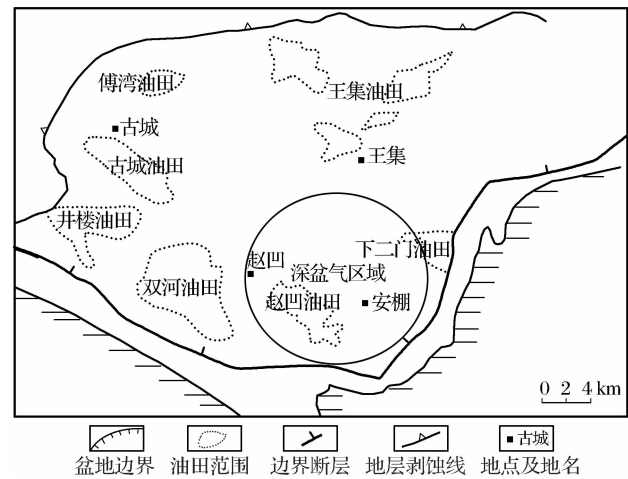 傅湾油田
王集油田
古城
王集
古城油田
井楼油田
下二门油田
赵凹
深盆气区域
双河油田
赵凹油田
安棚
0 2 4 km
古城
盆地边界 油田范围 边界断层 地层剥蚀线 地点及地名